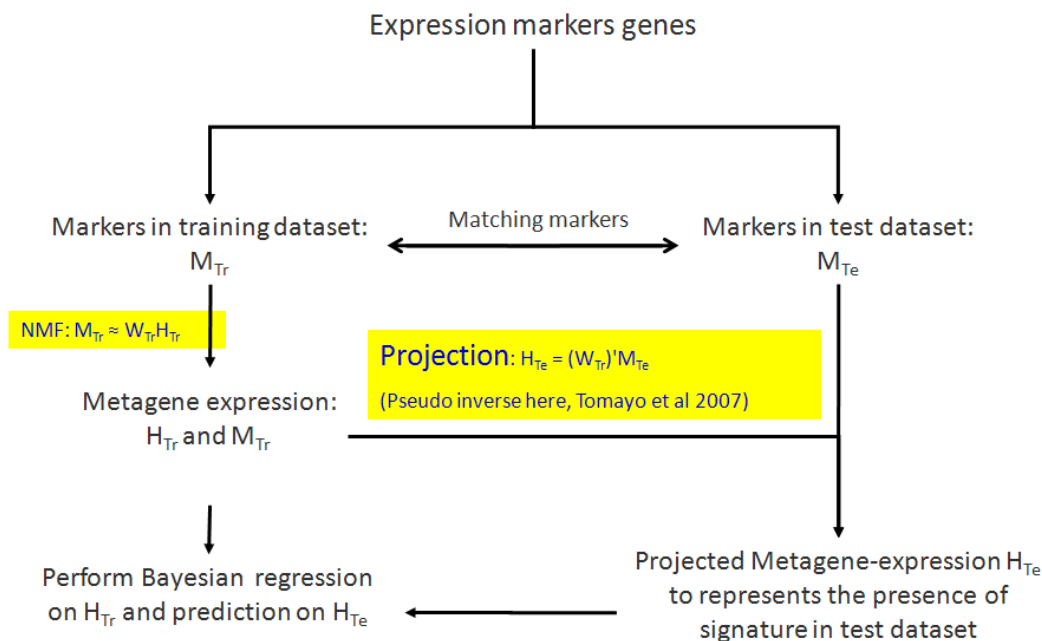 Expression markers genes
Markers in training dataset:
M_Tr
Matching markers
Markers in test dataset:
M_Te
NMF: M_Tr ≈ W_TrH_Tr
Projection: H_Te = (W_Tr)'M_Te
(Pseudo inverse here, Tomayo et al 2007)
Metagene expression:
H_Tr and M_Tr
Perform Bayesian regression
on H_Tr and prediction on H_Te
Projected Metagene-expression H_Te
to represents the presence of
signature in test dataset